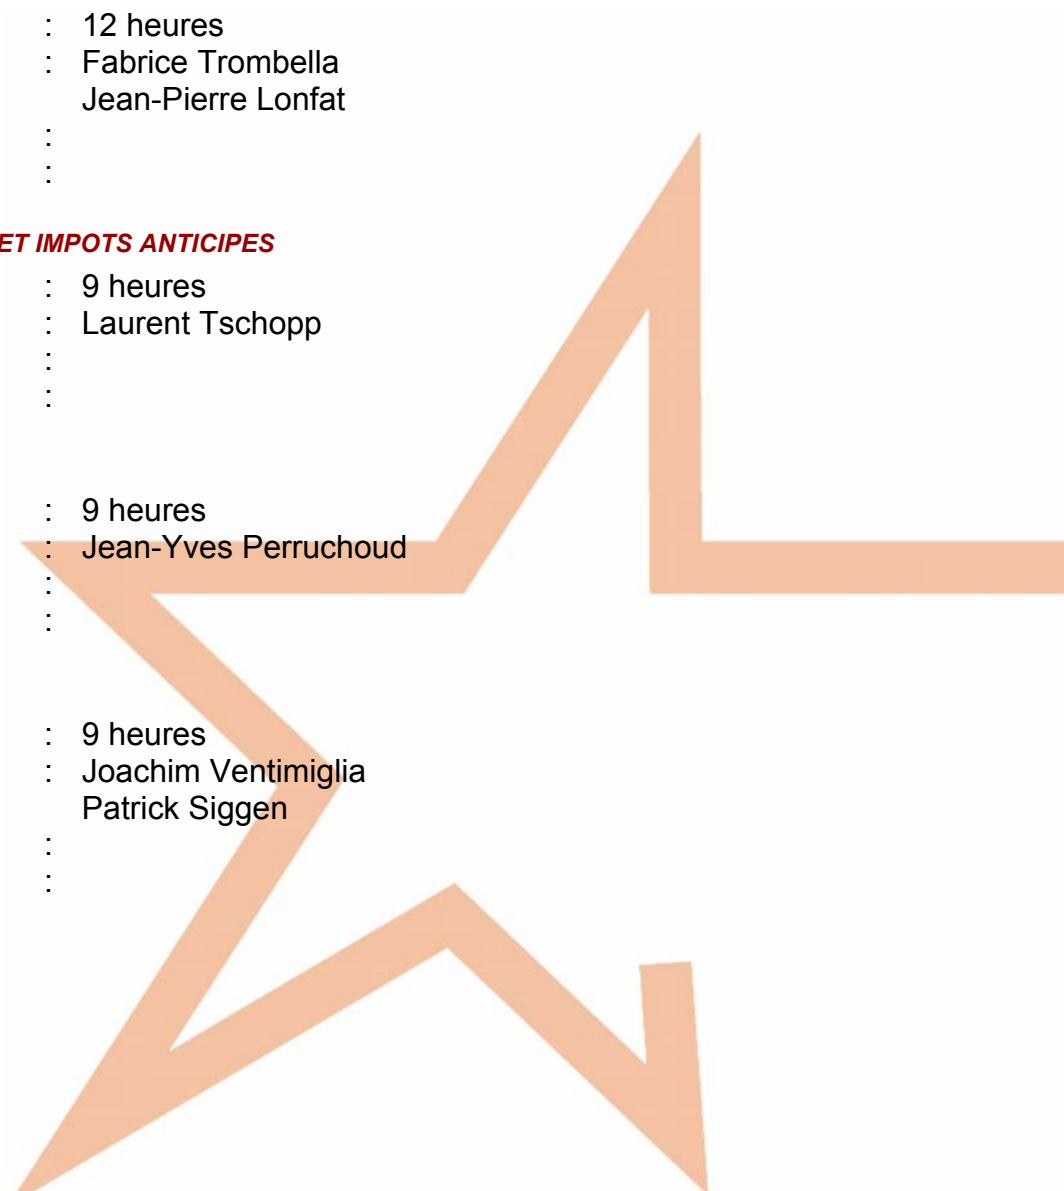 : 12 heures
: Fabrice Trombella
Jean-Pierre Lonfat
:
:
ET IMPOTS ANTICIPES
: 9 heures
: Laurent Tschopp
:
:
: 9 heures
: Jean-Yves Perruchoud
:
:
: 9 heures
: Joachim Ventimiglia
Patrick Siggen
:
: